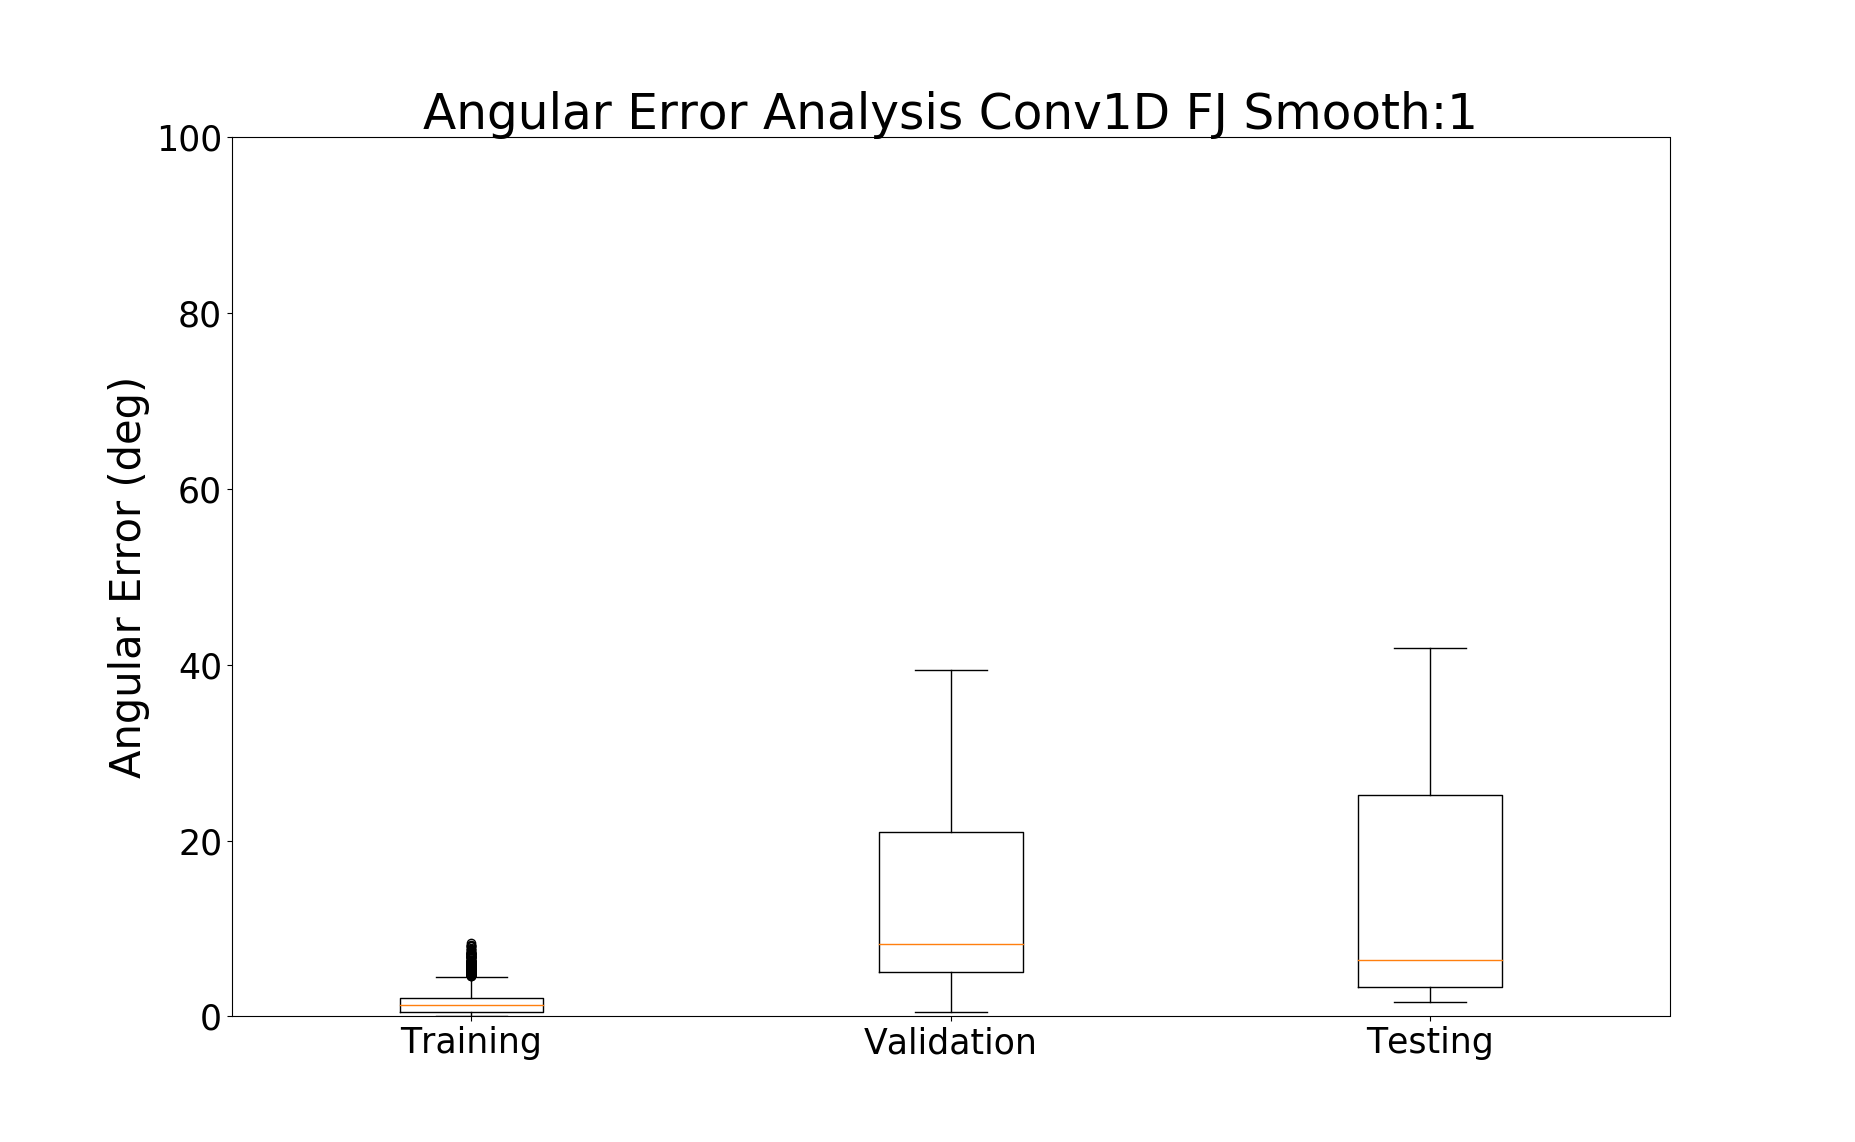 Angular Error Analysis Conv1D FJ Smooth:1
Angular Error (deg)
100
80
60
40
20
0
Training
Validation
Testing